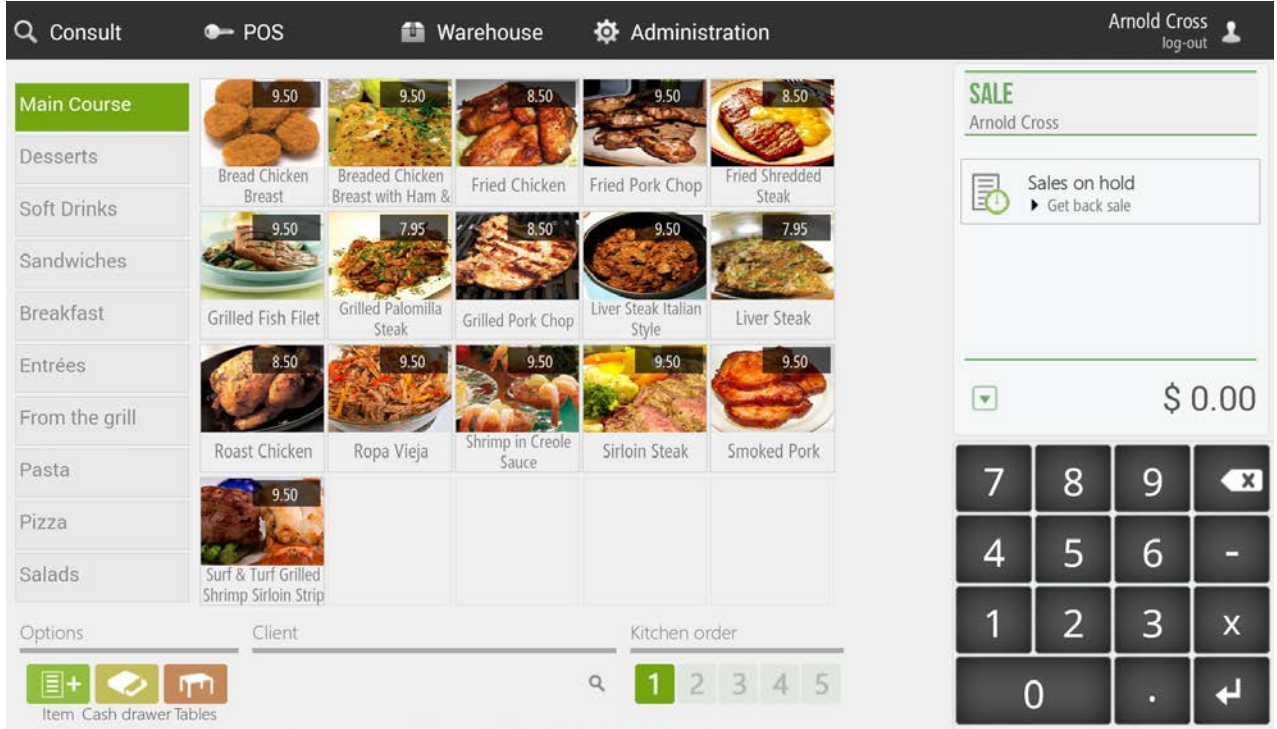 Consult
POS
Warehouse
Administration
Arnold Cross
log-out
Main Course
Desserts
Soft Drinks
Sandwiches
Breakfast
Entrées
From the grill
Pasta
Pizza
Salads
9.50
Bread Chicken
Breast
9.50
Breaded Chicken
Breast with Ham &
8.50
Fried Chicken
9.50
Fried Pork Chop
8.50
Fried Shredded
Steak
9.50
Grilled Fish Filet
7.95
Grilled Palomilla
Steak
8.50
Grilled Pork Chop
9.50
Liver Steak Italian
Style
7.95
Liver Steak
8.50
Roast Chicken
9.50
Ropa Vieja
9.50
Shrimp in Creole
Sauce
9.50
Sirloin Steak
9.50
Smoked Pork
9.50
Surf & Turf Grilled
Shrimp Sirloin Strip
SALE
Arnold Cross
Sales on hold
Get back sale
$ 0.00
7 8 9 x
4 5 6 -
1 2 3 x
0 .
Options
Item
Cash drawer
Tables
Client
Kitchen order
1 2 3 4 5